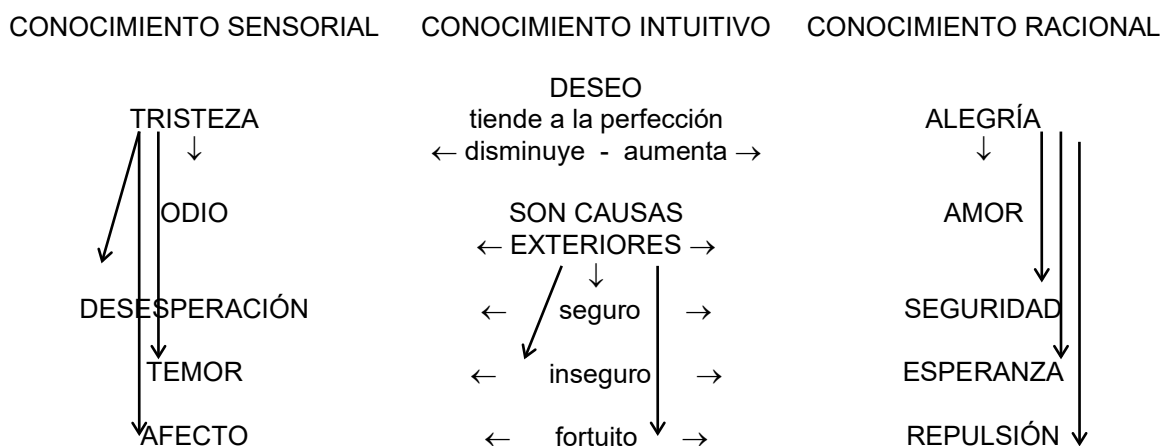 CONOCIMIENTO SENSORIAL CONOCIMIENTO INTUITIVO CONOCIMIENTO RACIONAL
DESEO
TRISTEZA tiende a la perfección ALEGRÍA
↓ ← disminuye - aumenta → ↓
ODIO SON CAUSAS AMOR
← EXTERIORES →
↓
DESESPERACIÓN ← seguro → SEGURIDAD
TEMOR ← inseguro → ESPERANZA
AFECTO ← fortuito → REPULSIÓN